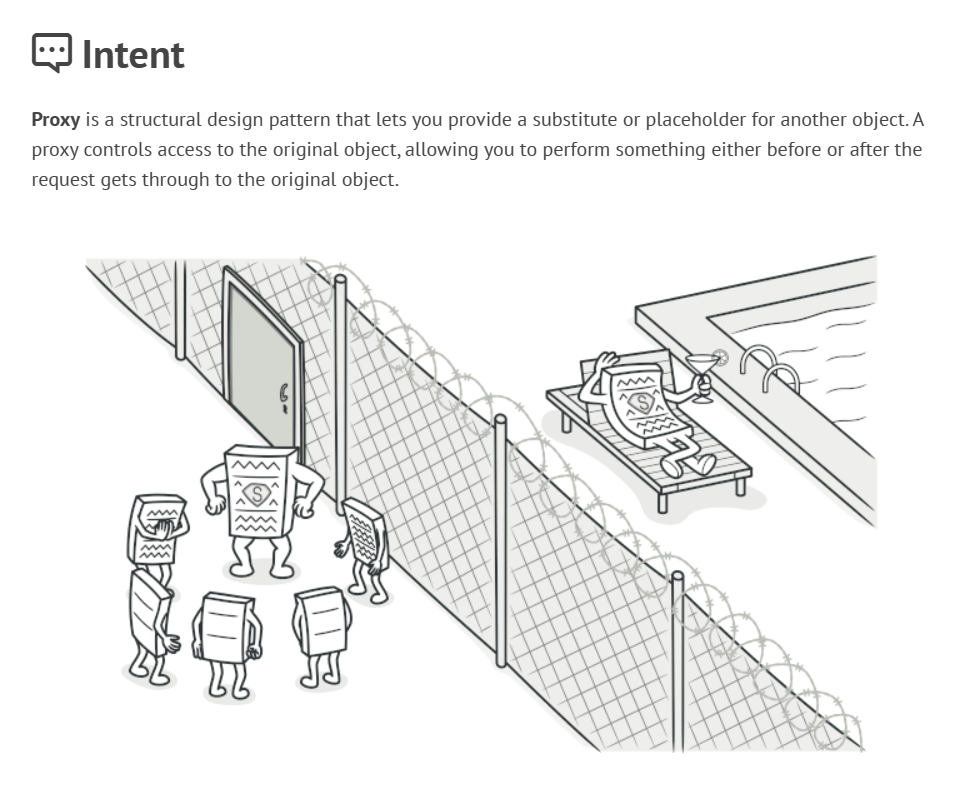 Intent
Proxy is a structural design pattern that lets you provide a substitute or placeholder for another object. A
proxy controls access to the original object, allowing you to perform something either before or after the
request gets through to the original object.
S
S